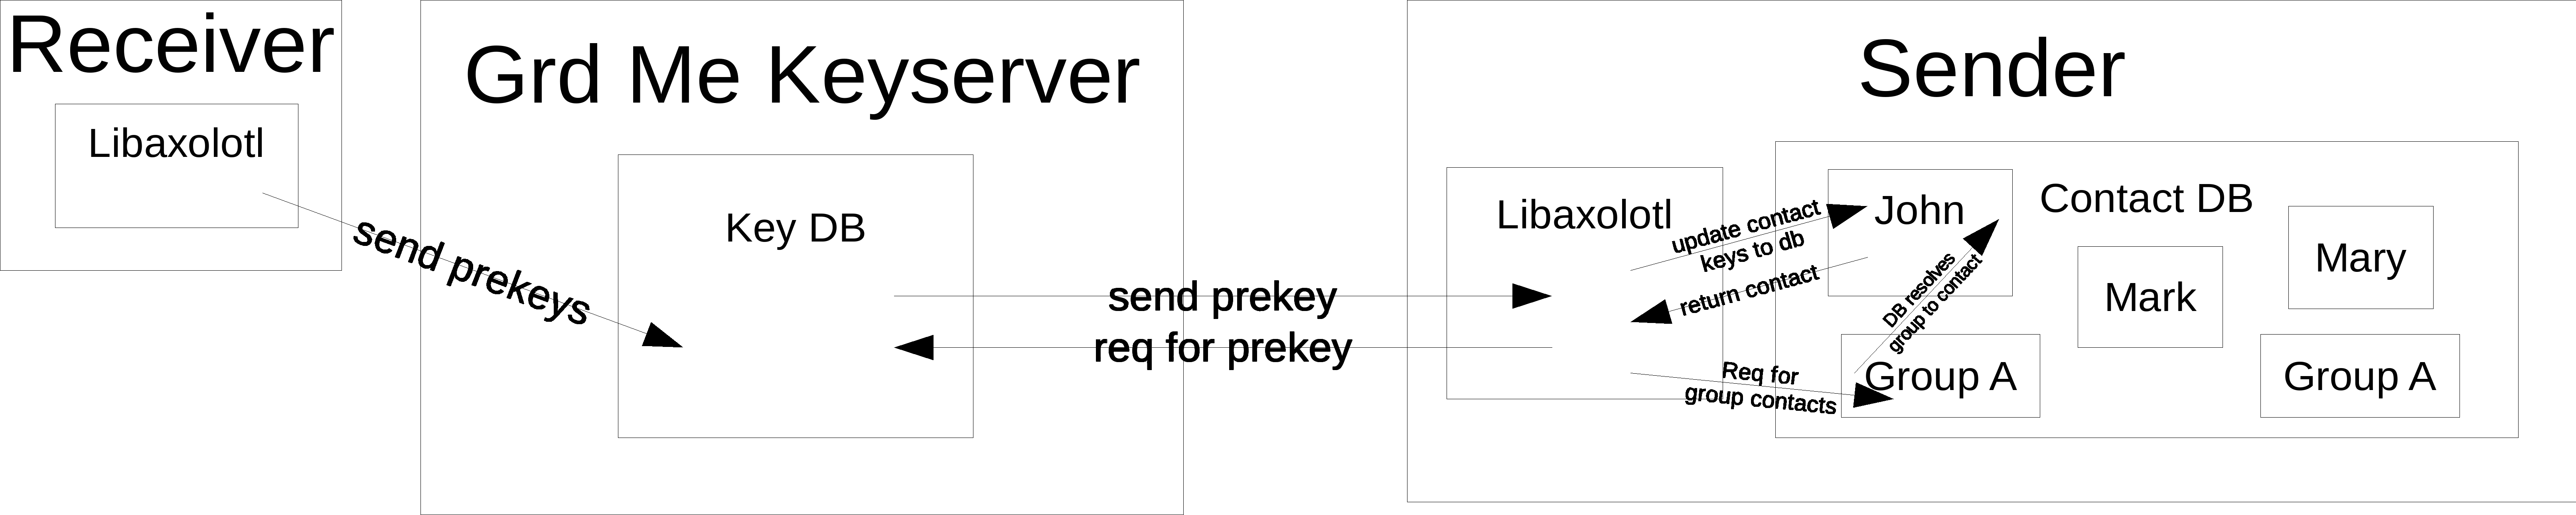 Receiver
Libaxolotl
send prekeys
Grd Me Keyserver
Key DB
send prekey
req for prekey
Sender
Libaxolotl
update contact
keys to db
return contact
Req for
group contacts
Contact DB
John
DB resolves
group to contact
Group A
Mark
Mary
Group A